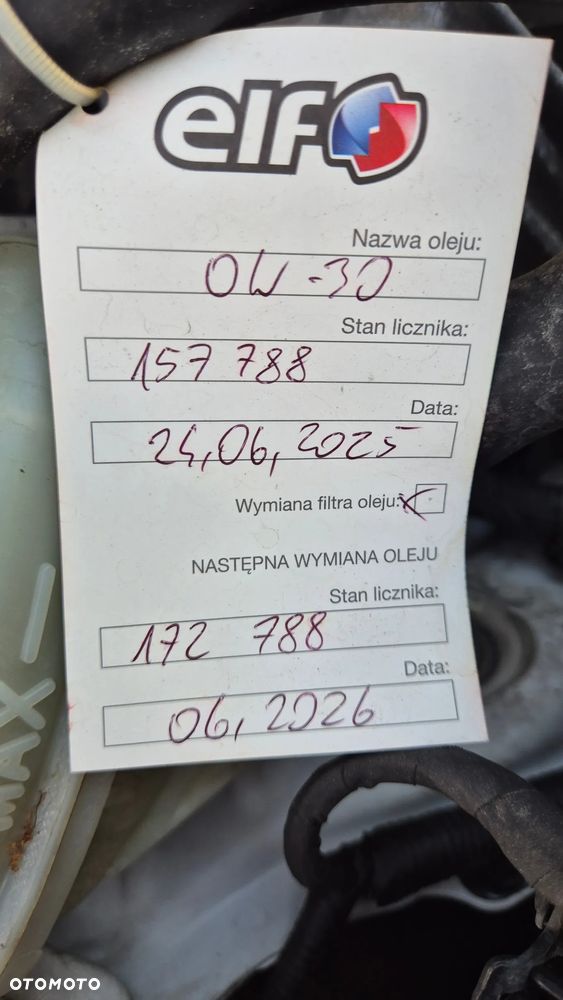 elf
Nazwa oleju:
0W-30
Stan licznika:
157 788
Data:
24,06,2025
Wymiana filtra oleju: x
NASTĘPNA WYMIANA OLEJU
Stan licznika:
172 788
Data:
06,2026
MAX
OTOMOTO